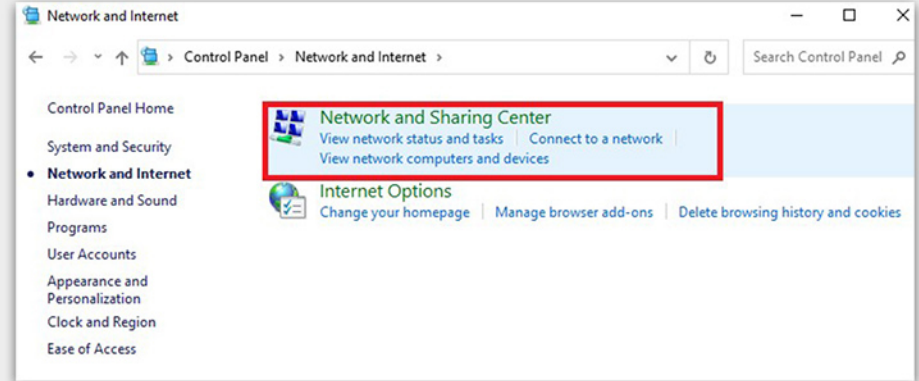 Network and Internet
Control Panel > Network and Internet >
Search Control Panel
Control Panel Home
System and Security
Network and Internet
Hardware and Sound
Programs
User Accounts
Appearance and
Personalization
Clock and Region
Ease of Access
Network and Sharing Center
View network status and tasks | Connect to a network |
View network computers and devices
Internet Options
Change your homepage | Manage browser add-ons | Delete browsing history and cookies